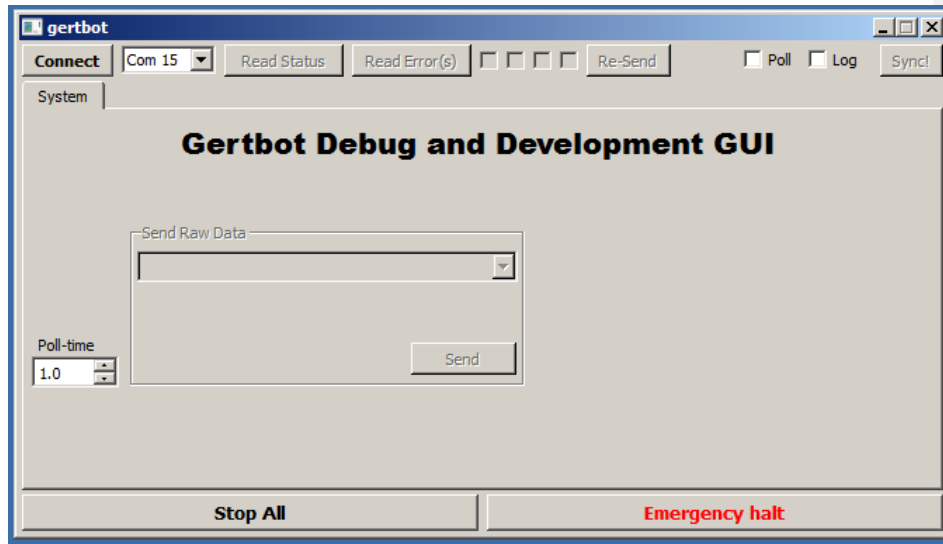 gertbot
Connect Com 15 Read Status Read Error(s) Re-Send Poll Log Sync!
System
Gertbot Debug and Development GUI
Send Raw Data
Poll-time
1.0
Send
Stop All Emergency halt